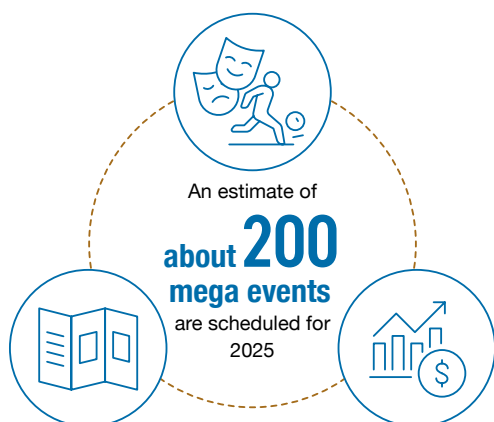 An estimate of
about 200
mega events
are scheduled for
2025
$